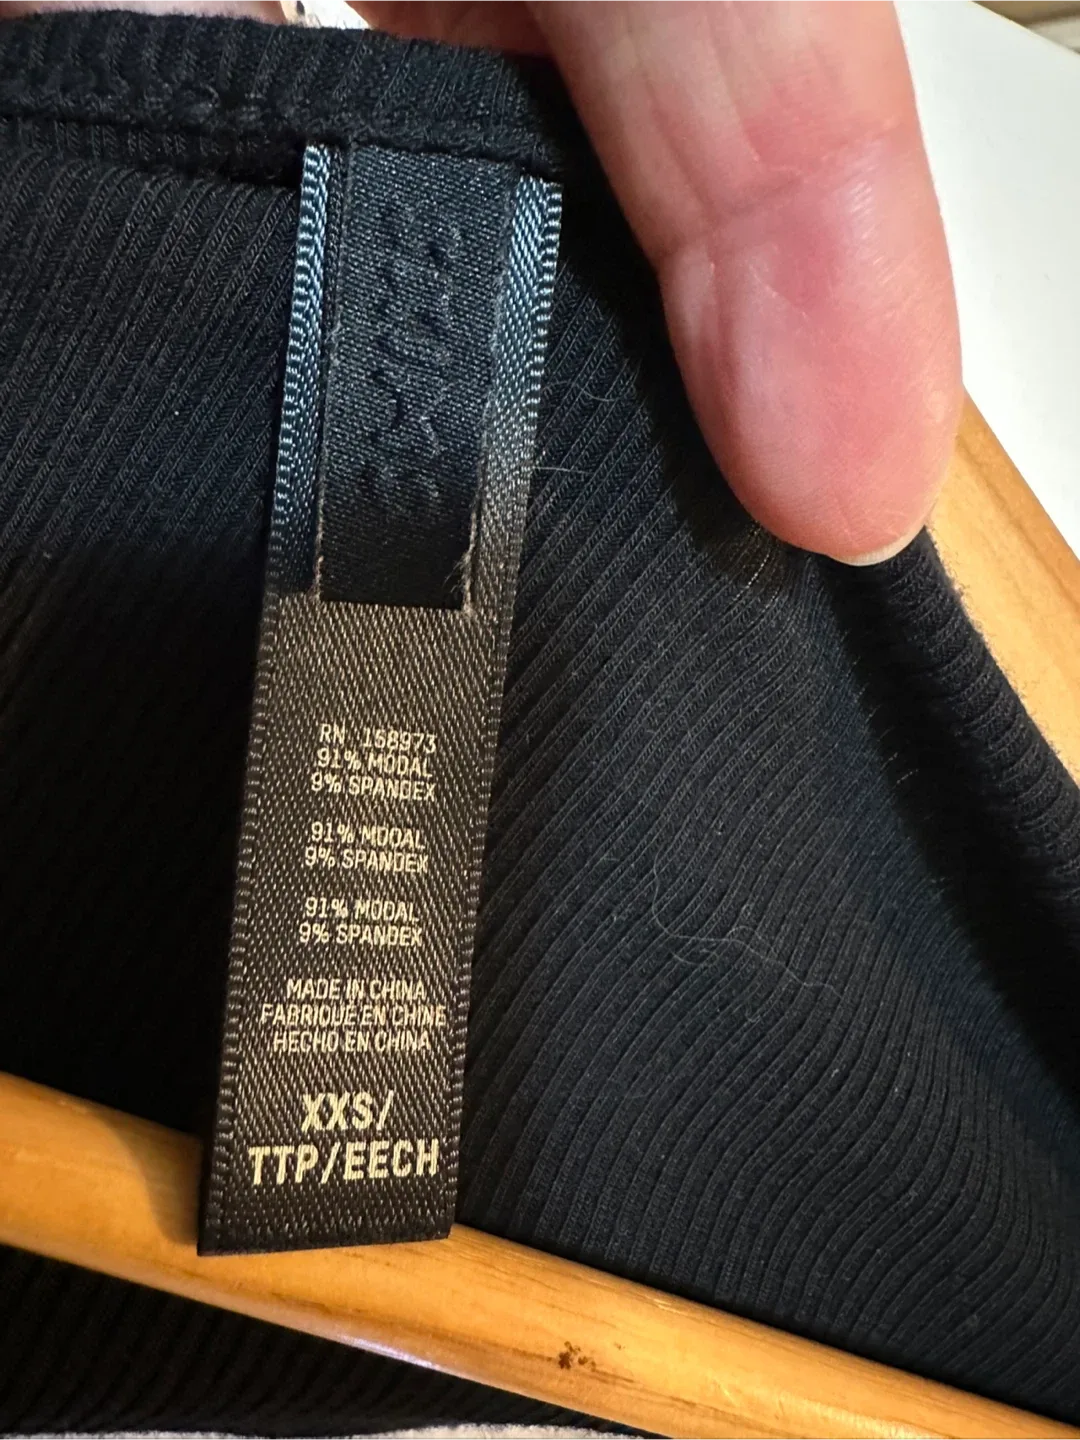 RN. 158973
91% MODAL
9% SPANDEX
91% MODAL
9% SPANDEX
91% MODAL
9% SPANDEX
MADE IN CHINA
FABRIQUÉ EN CHINE
HECHO EN CHINA
XXS/
TTP/EECH